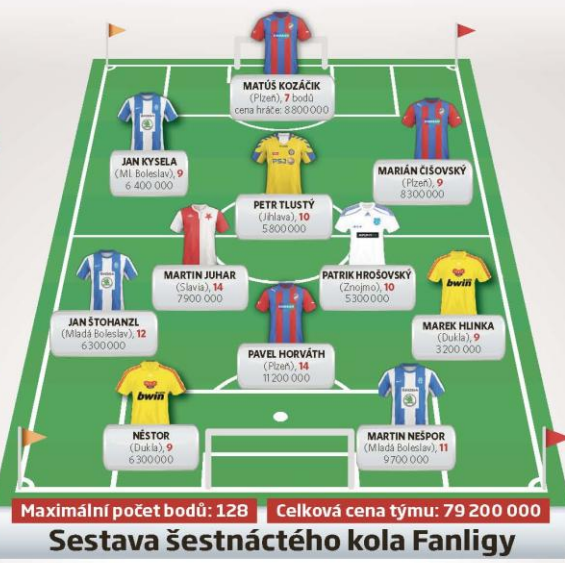 MATÚŠ KOZÁČIK
(Plzeň), 7 bodů
cena hráče: 8 800 000
JAN KYSELA
(Ml. Boleslav), 9
6 400 000
MARIÁN ČIŠOVSKÝ
(Plzeň), 9
8 300 000
PSJ
PETR TLUSTÝ
(Jihlava), 10
5 800 000
MARTIN JUHAR
(Slavia), 14
7 900 000
PATRIK HROŠOVSKÝ
(Znojmo), 10
5 300 000
JAN ŠTOHANZL
(Mladá Boleslav), 12
6 300 000
bwin
MAREK HLINKA
(Dukla), 9
3 200 000
PAVEL HORVÁTH
(Plzeň), 14
11 200 000
bwin
NÉSTOR
(Dukla), 9
6 300 000
MARTIN NEŠPOR
(Mladá Boleslav), 11
9 700 000
Maximální počet bodů: 128
Celková cena týmu: 79 200 000
Sestava šestnáctého kola Fanligy